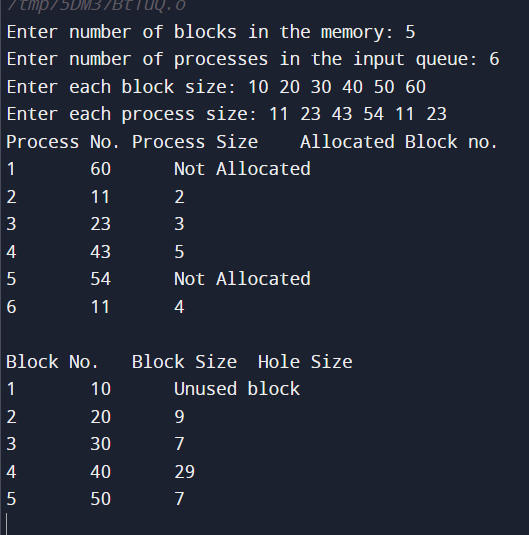 /tmp/5DM37BtTuQ.o
Enter number of blocks in the memory: 5
Enter number of processes in the input queue: 6
Enter each block size: 10 20 30 40 50 60
Enter each process size: 11 23 43 54 11 23
Process No. Process Size    Allocated Block no.
1       60      Not Allocated
2       11      2
3       23      3
4       43      5
5       54      Not Allocated
6       11      4
Block No.   Block Size  Hole Size
1       10      Unused block
2       20      9
3       30      7
4       40      29
5       50      7